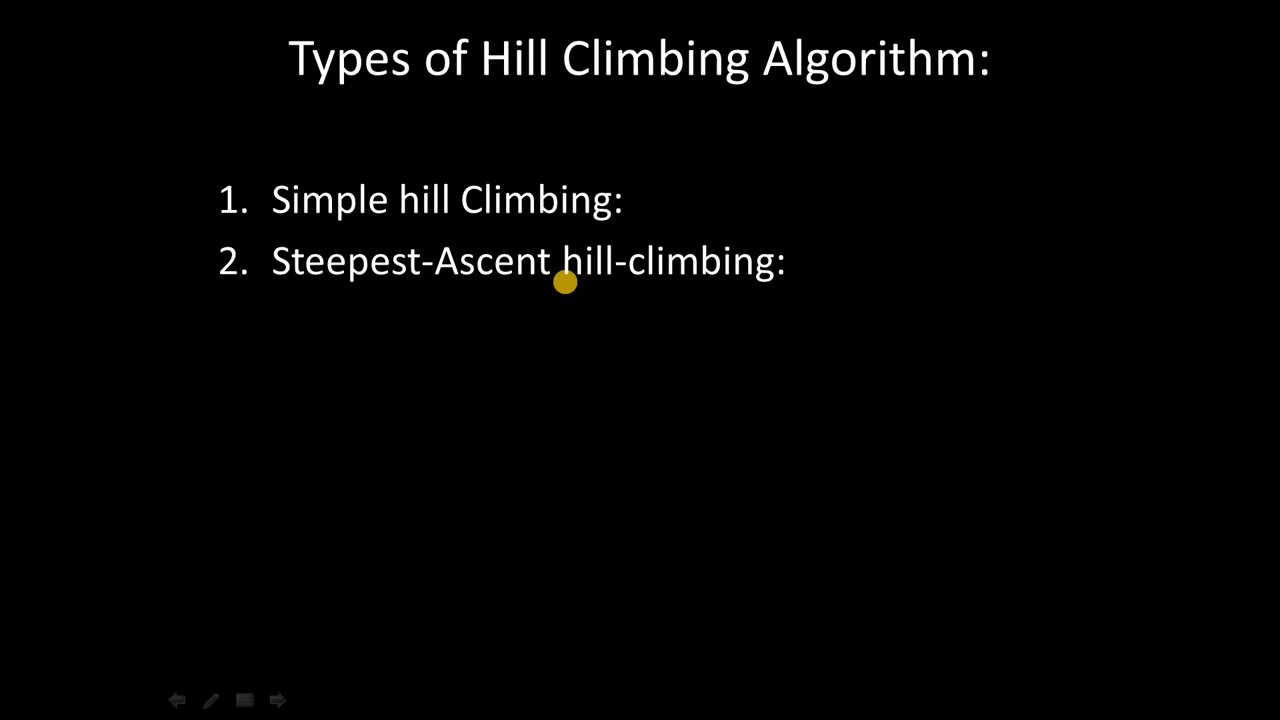 Types of Hill Climbing Algorithm:
1. Simple hill Climbing:
2. Steepest-Ascent hill-climbing: